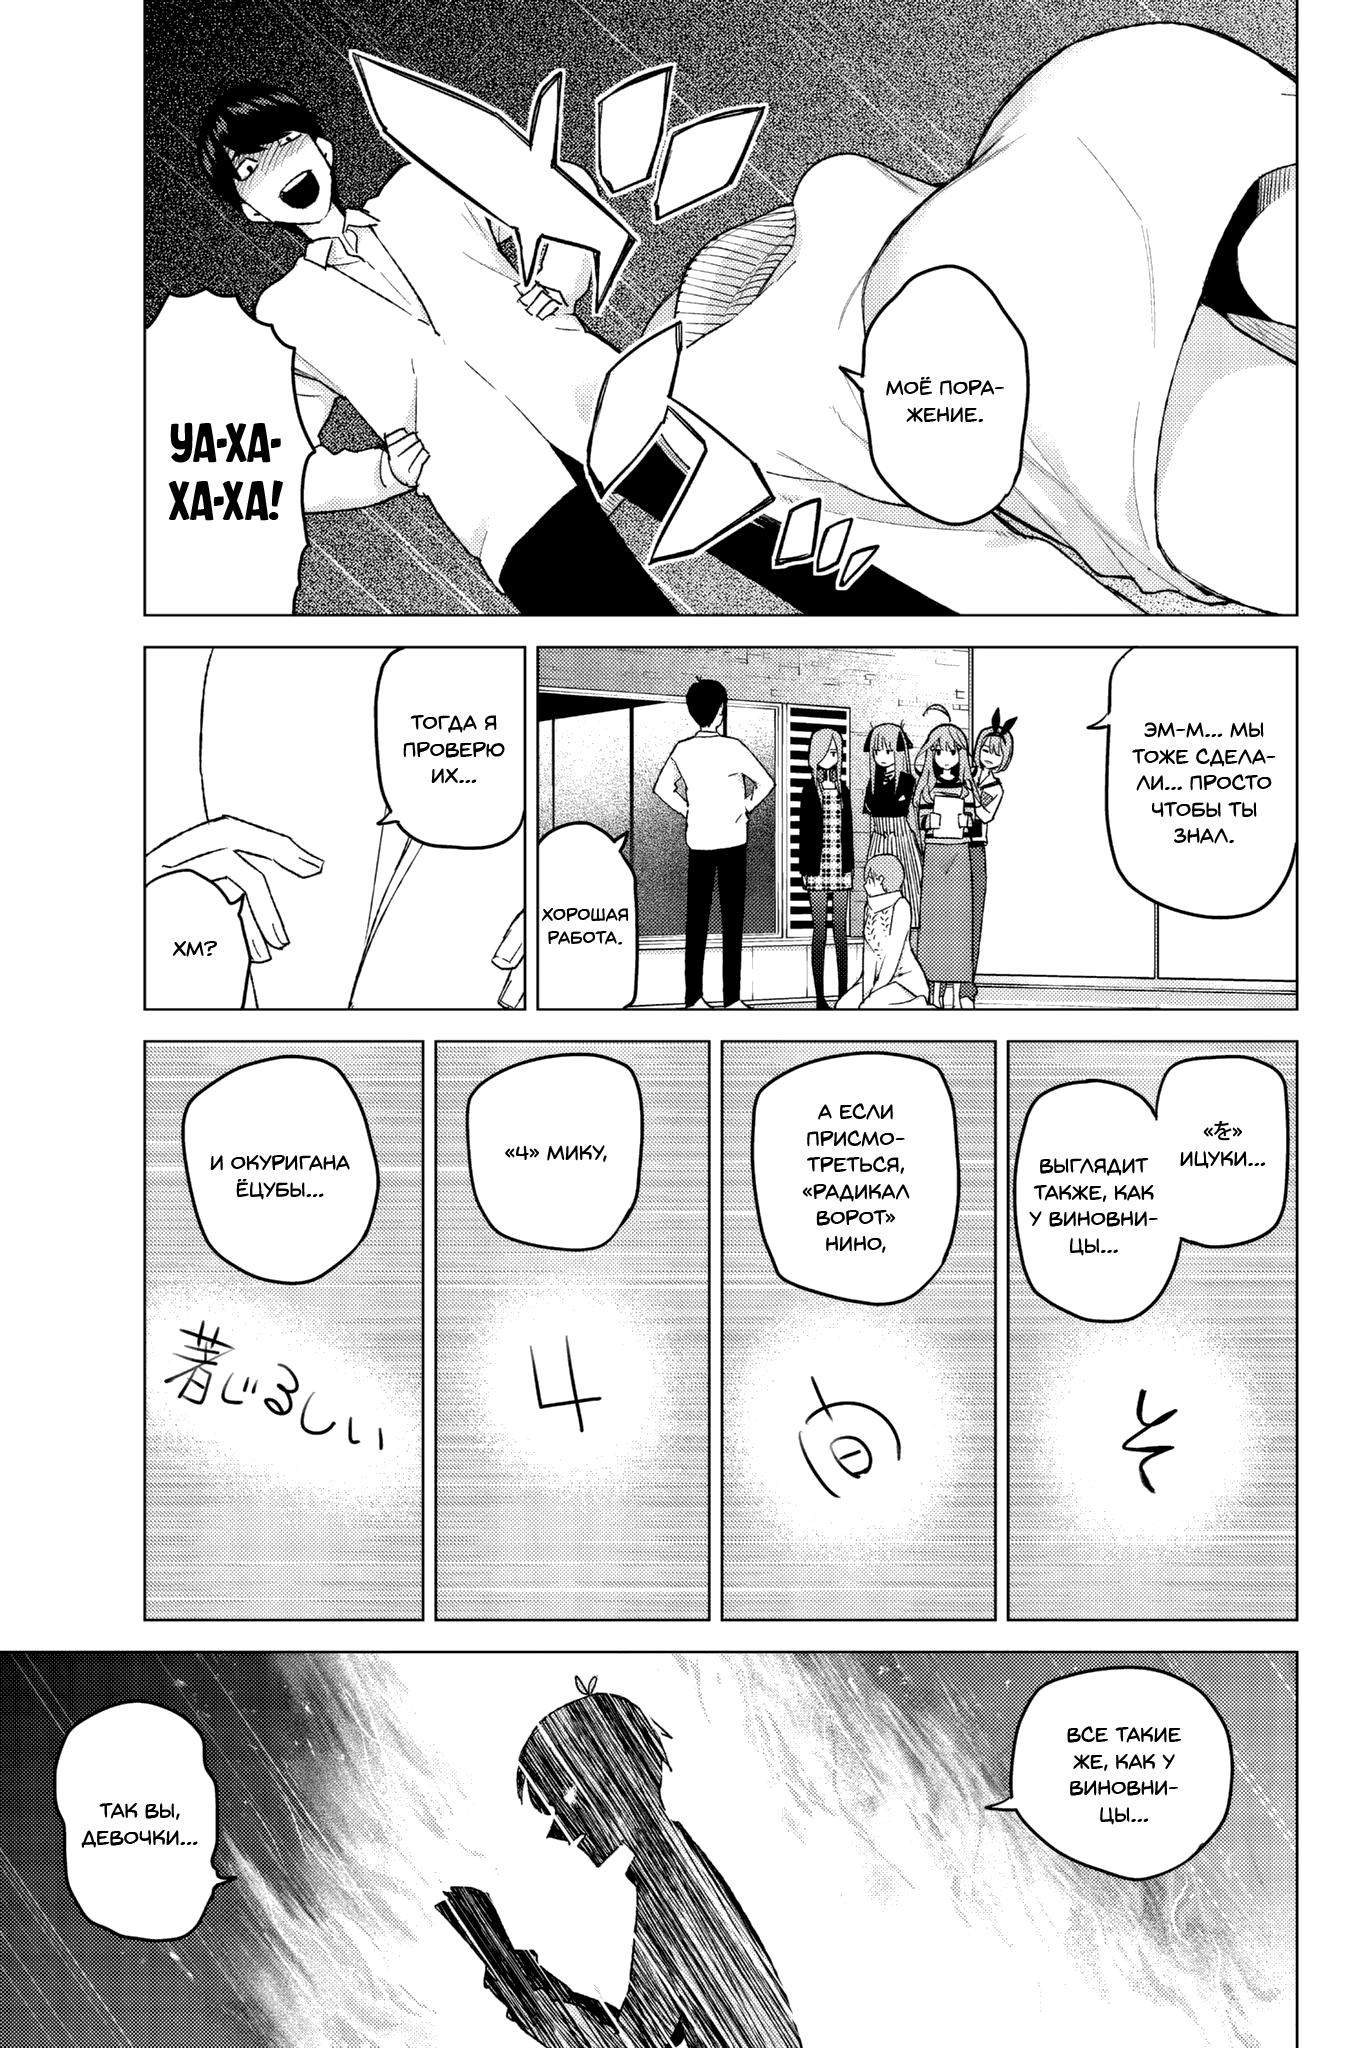 МОЁ ПОРА-
ЖЕНИЕ.
УА-ХА-
ХА-ХА!
ЭМ-М... МЫ
ТОЖЕ СДЕЛА-
ЛИ... ПРОСТО
ЧТОБЫ ТЫ
ЗНАЛ.
ХОРОШАЯ
РАБОТА.
ТОГДА Я
ПРОВЕРЮ
ИХ...
ХМ?
«を»
ИЦУКИ...
ВЫГЛЯДИТ
ТАКЖЕ, КАК
У ВИНОВНИ-
ЦЫ...
А ЕСЛИ
ПРИСМО-
ТРЕТЬСЯ,
«РАДИКАЛ
ВОРОТ»
НИНО,
«4» МИКУ,
4
И ОКУРИГАНА
ЁЦУБЫ...
著じるしい
ВСЕ ТАКИЕ
ЖЕ, КАК У
ВИНОВНИ-
ЦЫ...
ТАК ВЫ,
ДЕВОЧКИ...